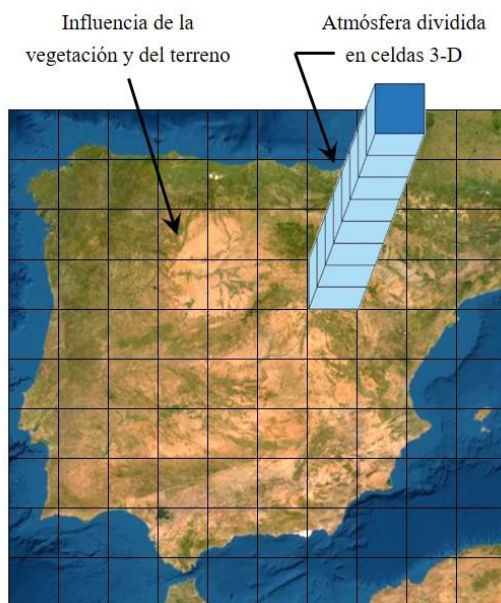 Influencia de la
vegetación y del terreno
Atmósfera dividida
en celdas 3-D